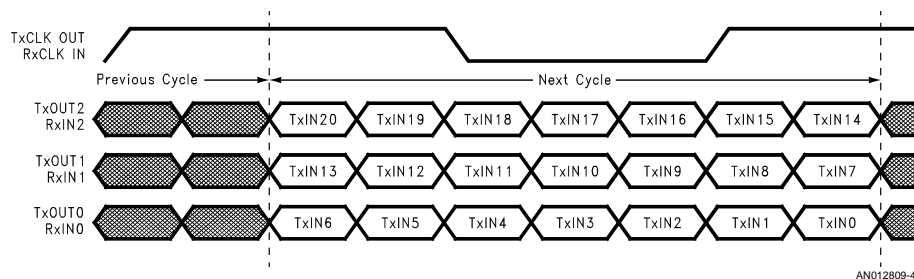 TxCLK OUT
RxCLK IN
Previous Cycle
Next Cycle
TxOUT2
RxIN2
TxIN20 TxIN19 TxIN18 TxIN17 TxIN16 TxIN15 TxIN14
TxOUT1
RxIN1
TxIN13 TxIN12 TxIN11 TxIN10 TxIN9 TxIN8 TxIN7
TxOUT0
RxIN0
TxIN6 TxIN5 TxIN4 TxIN3 TxIN2 TxIN1 TxIN0
AN012809-4